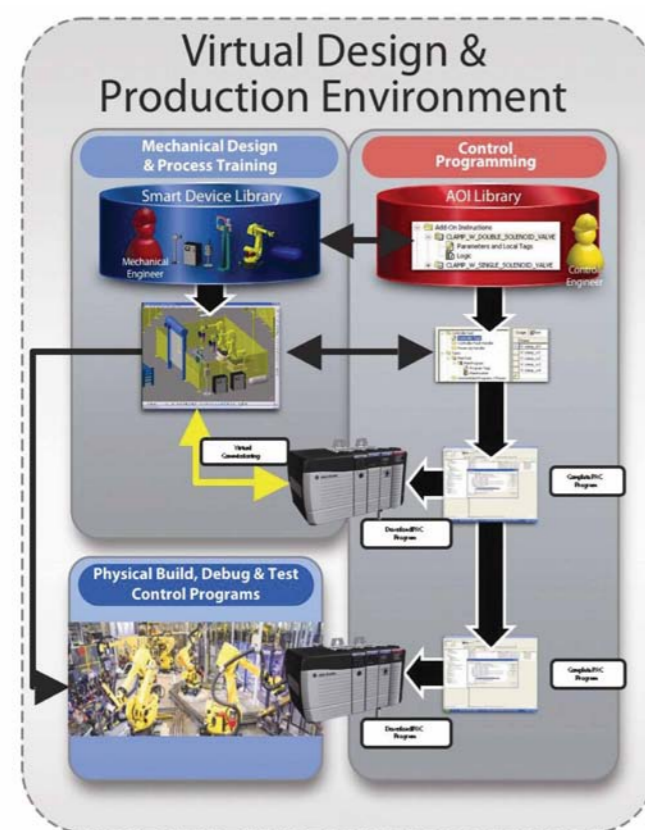 Virtual Design &
Production Environment
Mechanical Design
& Process Training
Control
Programming
Smart Device Library
AOI Library
Mechanical
Engineer
Add-On Instructions
CLAMP_W_DOUBLE_SOLENOID_VALVE
Parameters and Local Tags
Logic
CLAMP_W_SINGLE_SOLENOID_VALVE
Control
Engineer
Virtual
Commissioning
Complete PAC
Program
Download PAC
Program
Physical Build, Debug & Test
Control Programs
Complete PAC
Program
Download PAC
Program